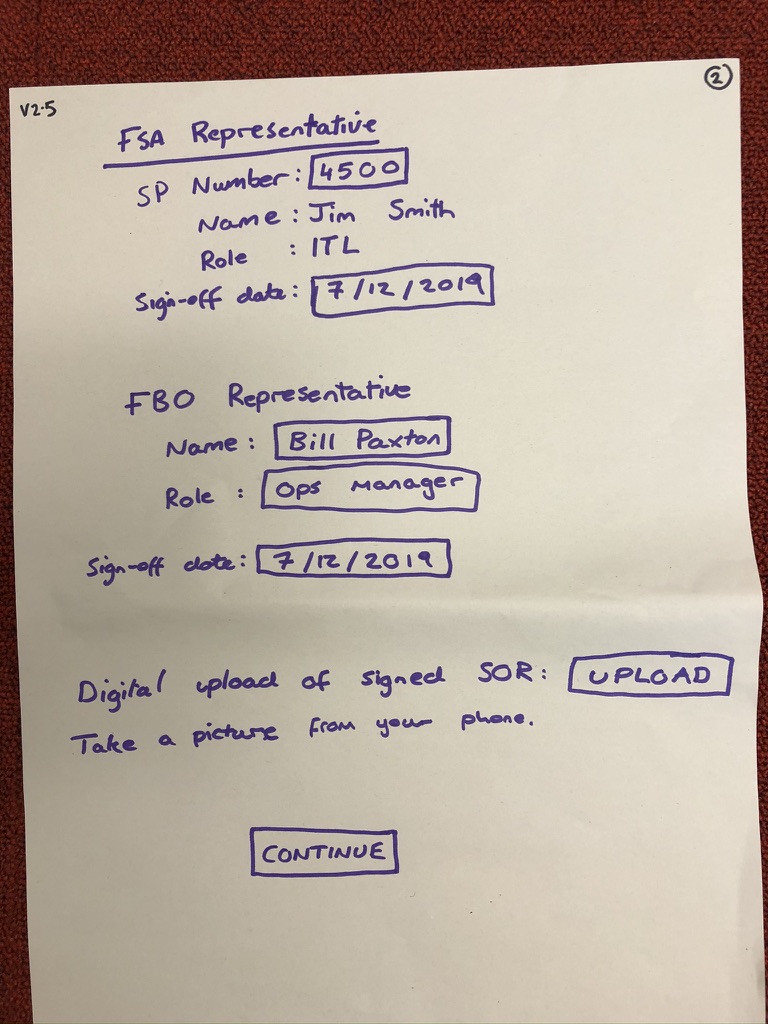 V2.5
2
FSA Representative
SP Number: 4500
Name: Jim Smith
Role : ITL
Sign-off date: 7/12/2019
FBO Representative
Name: Bill Paxton
Role : Ops Manager
Sign-off date: 7/12/2019
Digital upload of signed SOR: UPLOAD
Take a picture from your phone.
CONTINUE